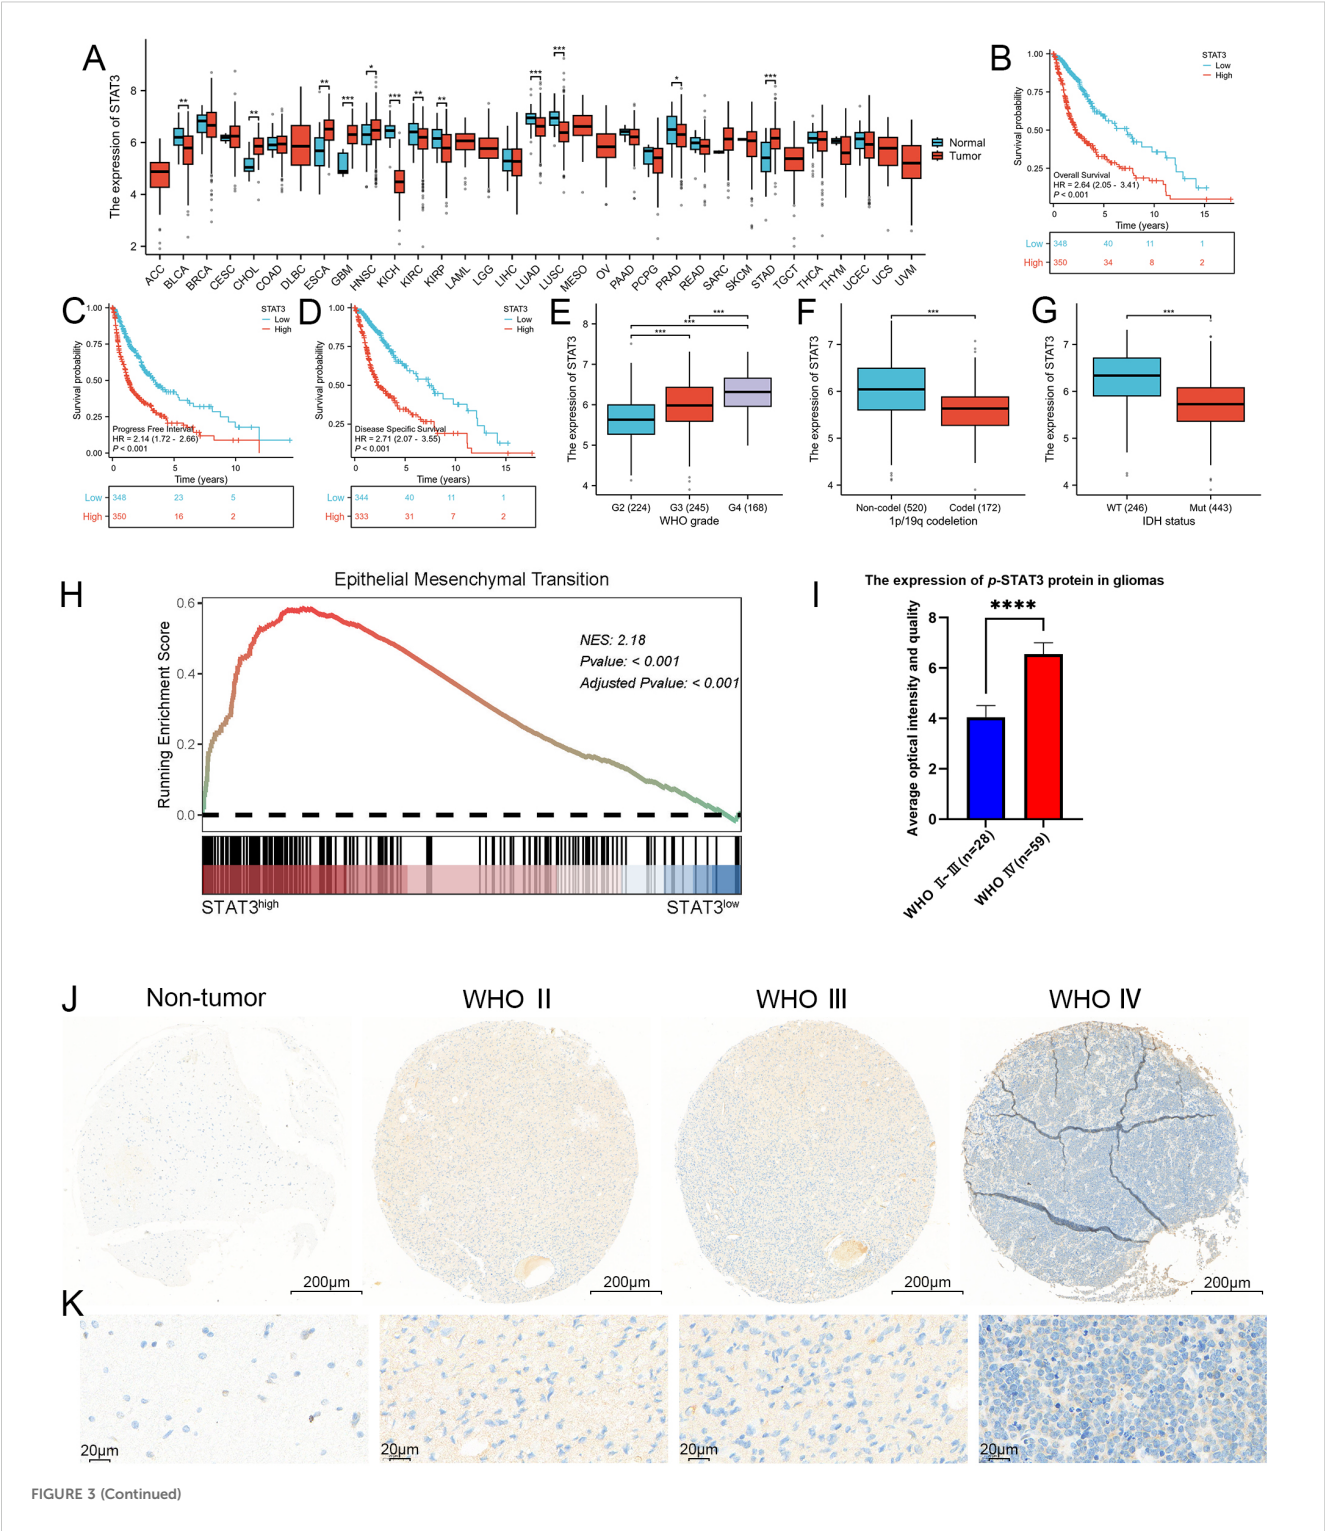 A
The expression of STAT3
8
6
4
2
** ** ** *** * *** ** ** *** *** * ***
Normal
Tumor
ACC BLCA BRCA CESC CHOL COAD DLBC ESCA GBM HNSC KICH KIRC KIRP LAML LGG LIHC LUAD LUSC MESO OV PAAD PCPG PRAD READ SARC SKCM STAD TGCT THCA THYM UCEC UCS UVM
B
Survival probability
1.00
0.75
0.50
0.25
STAT3
Low
High
Overall Survival
HR = 2.64 (2.05 - 3.41)
P < 0.001
0 5 10 15
Time (years)
Low 348 40 11 1
High 350 34 8 2
C
Survival probability
1.00
0.75
0.50
0.25
0.00
STAT3
Low
High
Progress Free Interval
HR = 2.14 (1.72 - 2.66)
P < 0.001
0 5 10
Time (years)
Low 348 23 5
High 350 16 2
D
Survival probability
1.00
0.75
0.50
0.25
STAT3
Low
High
Disease Specific Survival
HR = 2.71 (2.07 - 3.55)
P < 0.001
0 5 10 15
Time (years)
Low 344 40 11 1
High 333 31 7 2
E
The expression of STAT3
8
7
6
5
4
***
***
***
G2 (224) G3 (245) G4 (168)
WHO grade
F
The expression of STAT3
7
6
5
4
***
Non-codel (520) Codel (172)
1p/19q codeletion
G
The expression of STAT3
7
6
5
4
***
WT (246) Mut (443)
IDH status
H
Epithelial Mesenchymal Transition
Running Enrichment Score
0.6
0.4
0.2
0.0
NES: 2.18
Pvalue: < 0.001
Adjusted Pvalue: < 0.001
STAT3high STAT3low
I
The expression of p-STAT3 protein in gliomas
Average optical intensity and quality
8
6
4
2
0
****
WHO Ⅱ~Ⅲ (n=28)
WHO Ⅳ (n=59)
J
Non-tumor WHO Ⅱ WHO Ⅲ WHO Ⅳ
200μm 200μm 200μm 200μm
K
20μm 20μm 20μm 20μm
FIGURE 3 (Continued)